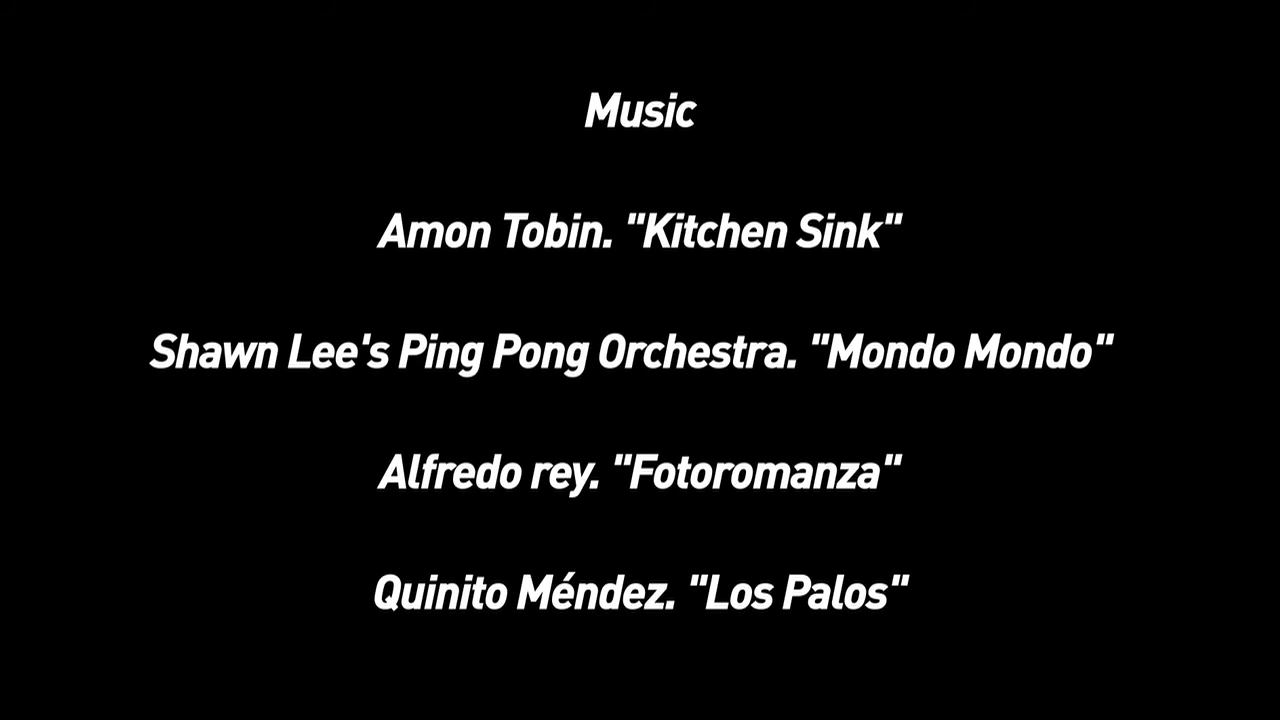 Music
Amon Tobin. "Kitchen Sink"
Shawn Lee's Ping Pong Orchestra. "Mondo Mondo"
Alfredo rey. "Fotoromanza"
Quinito Méndez. "Los Palos"